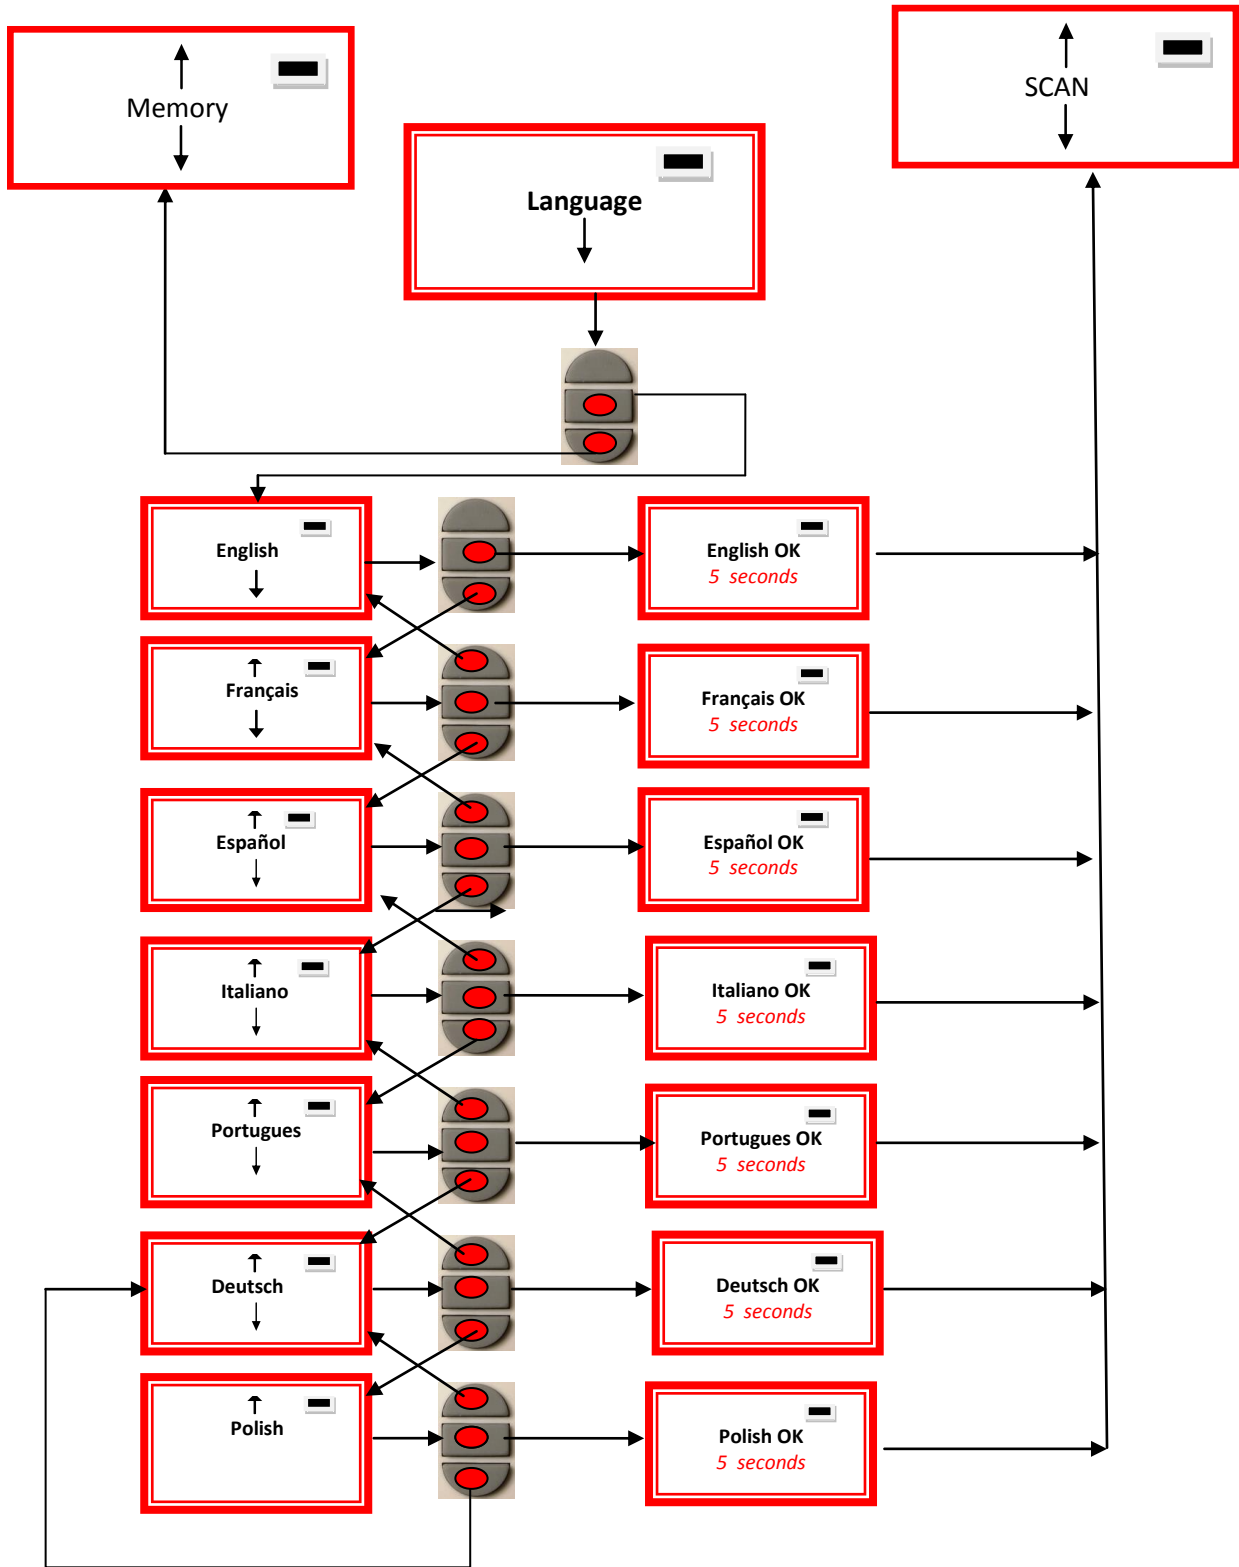 Memory
SCAN
Language
English
English OK
5 seconds
Français
Français OK
5 seconds
Español
Español OK
5 seconds
Italiano
Italiano OK
5 seconds
Portugues
Portugues OK
5 seconds
Deutsch
Deutsch OK
5 seconds
Polish
Polish OK
5 seconds